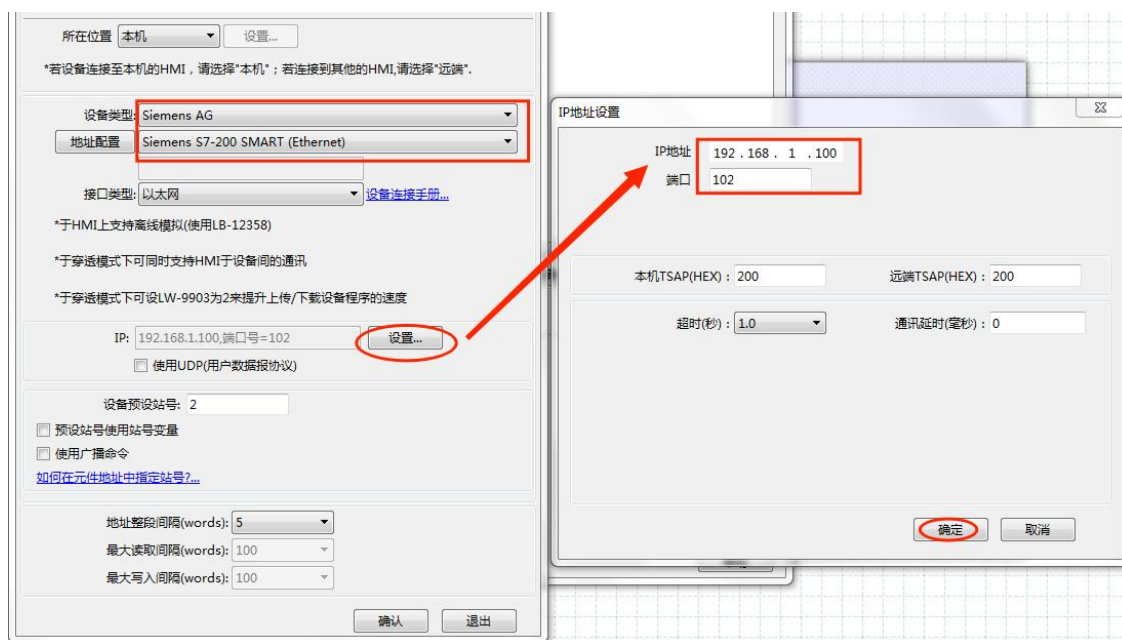 所在位置 本机 设置...
*若设备连接至本机的HMI，请选择"本机"；若连接到其他的HMI,请选择"远端".
设备类型: Siemens AG
地址配置 Siemens S7-200 SMART (Ethernet)
接口类型: 以太网 设备连接手册...
*于HMI上支持离线模拟(使用LB-12358)
*于穿透模式下可同时支持HMI于设备间的通讯
*于穿透模式下可设LW-9903为2来提升上传/下载设备程序的速度
IP: 192.168.1.100,端口号=102 设置...
使用UDP(用户数据报协议)
设备预设站号: 2
预设站号使用站号变量
使用广播命令
如何在元件地址中指定站号?...
地址整段间隔(words): 5
最大读取间隔(words): 100
最大写入间隔(words): 100
确认 退出
IP地址设置
IP地址 192 . 168 . 1 . 100
端口 102
本机TSAP(HEX) : 200 远端TSAP(HEX) : 200
超时(秒) : 1.0 通讯延时(毫秒) : 0
确定 取消